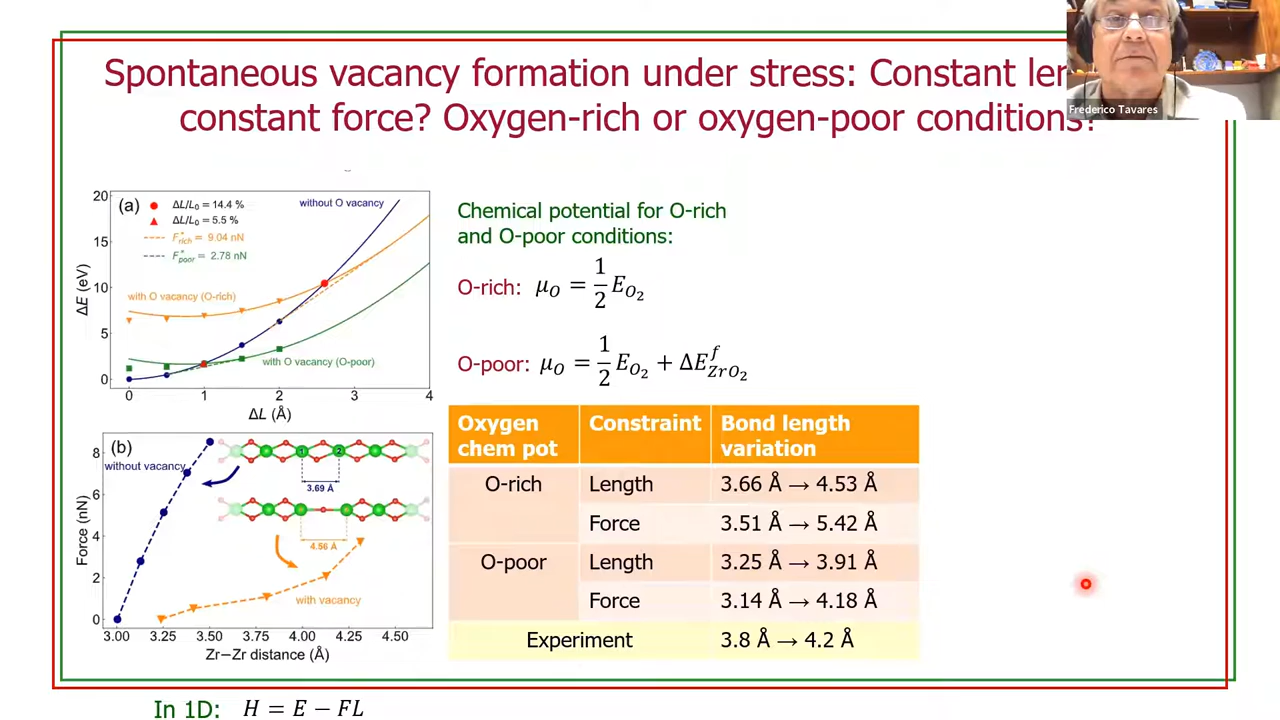 Spontaneous vacancy formation under stress: Constant
constant force? Oxygen-rich or oxygen-poor conditions?
Frederico Tavares
(a)
ΔL/L₀ = 14.4 %
ΔL/L₀ = 5.5 %
F*rich = 9.04 nN
F*poor = 2.78 nN
without O vacancy
with O vacancy (O-rich)
with O vacancy (O-poor)
ΔE (eV)
20
15
10
5
0
0 1 2 3 4
ΔL (Å)
(b)
without vacancy
1 2
3.69 Å
4.56 Å
with vacancy
Force (nN)
8
6
4
2
0
3.00 3.25 3.50 3.75 4.00 4.25 4.50
Zr−Zr distance (Å)
Chemical potential for O-rich
and O-poor conditions:
O-rich: μ_O = 1/2 E_O₂
O-poor: μ_O = 1/2 E_O₂ + ΔE^f_ZrO₂
Oxygen chem pot Constraint Bond length variation
O-rich Length 3.66 Å → 4.53 Å
Force 3.51 Å → 5.42 Å
O-poor Length 3.25 Å → 3.91 Å
Force 3.14 Å → 4.18 Å
Experiment 3.8 Å → 4.2 Å
In 1D: H = E − FL